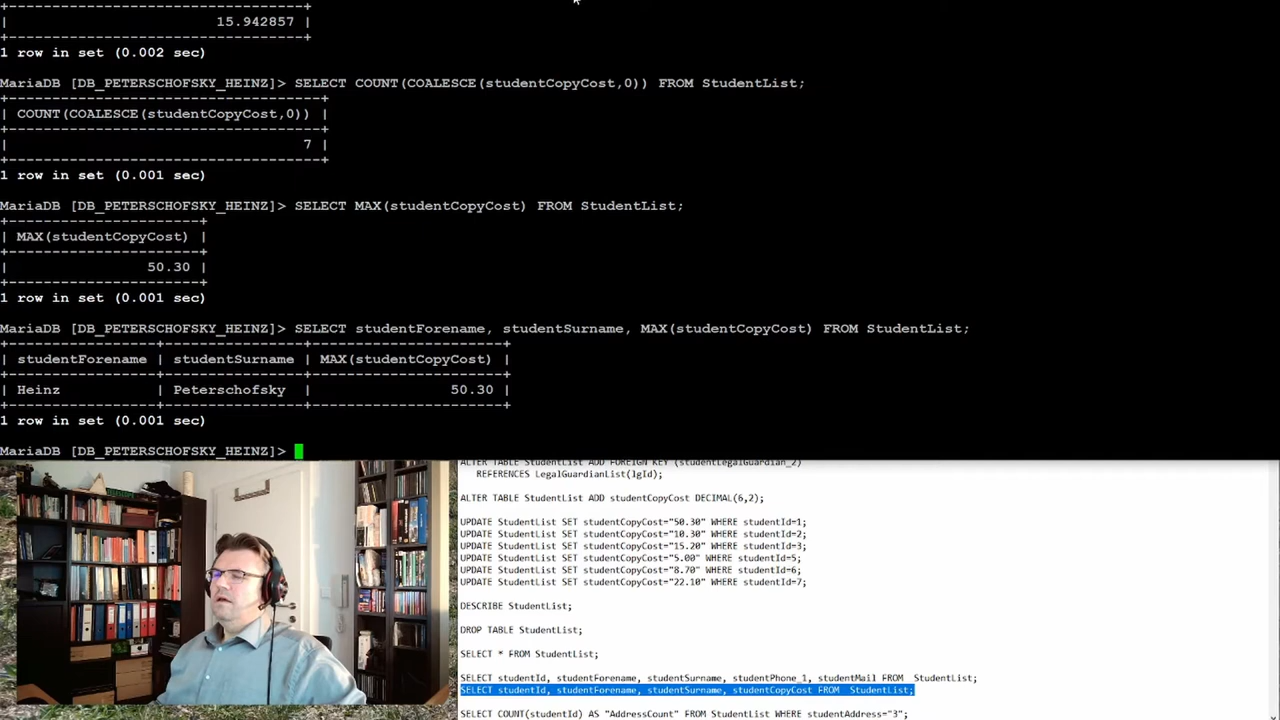 +-----------------------------------+
|                         15.942857 |
+-----------------------------------+
1 row in set (0.002 sec)
MariaDB [DB_PETERSCHOFSKY_HEINZ]> SELECT COUNT(COALESCE(studentCopyCost,0)) FROM StudentList;
+------------------------------------+
| COUNT(COALESCE(studentCopyCost,0)) |
+------------------------------------+
|                                  7 |
+------------------------------------+
1 row in set (0.001 sec)
MariaDB [DB_PETERSCHOFSKY_HEINZ]> SELECT MAX(studentCopyCost) FROM StudentList;
+----------------------+
| MAX(studentCopyCost) |
+----------------------+
|                50.30 |
+----------------------+
1 row in set (0.001 sec)
MariaDB [DB_PETERSCHOFSKY_HEINZ]> SELECT studentForename, studentSurname, MAX(studentCopyCost) FROM StudentList;
+-----------------+----------------+----------------------+
| studentForename | studentSurname | MAX(studentCopyCost) |
+-----------------+----------------+----------------------+
| Heinz           | Peterschofsky  |                50.30 |
+-----------------+----------------+----------------------+
1 row in set (0.001 sec)
MariaDB [DB_PETERSCHOFSKY_HEINZ]>
ALTER TABLE StudentList ADD FOREIGN KEY (studentLegalGuardian_2)
REFERENCES LegalGuardianList(lgId);
ALTER TABLE StudentList ADD studentCopyCost DECIMAL(6,2);
UPDATE StudentList SET studentCopyCost="50.30" WHERE studentId=1;
UPDATE StudentList SET studentCopyCost="10.30" WHERE studentId=2;
UPDATE StudentList SET studentCopyCost="15.20" WHERE studentId=3;
UPDATE StudentList SET studentCopyCost="5.00" WHERE studentId=5;
UPDATE StudentList SET studentCopyCost="8.70" WHERE studentId=6;
UPDATE StudentList SET studentCopyCost="22.10" WHERE studentId=7;
DESCRIBE StudentList;
DROP TABLE StudentList;
SELECT * FROM StudentList;
SELECT studentId, studentForename, studentSurname, studentPhone_1, studentMail FROM  StudentList;
SELECT studentId, studentForename, studentSurname, studentCopyCost FROM  StudentList;
SELECT COUNT(studentId) AS "AddressCount" FROM StudentList WHERE studentAddress="3";